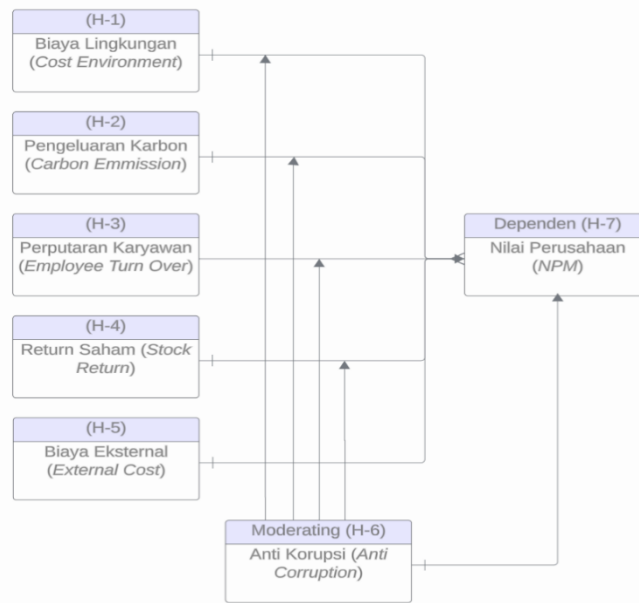 (H-1)
Biaya Lingkungan
(Cost Environment)
(H-2)
Pengeluaran Karbon
(Carbon Emmission)
(H-3)
Perputaran Karyawan
(Employee Turn Over)
(H-4)
Return Saham (Stock
Return)
(H-5)
Biaya Eksternal
(External Cost)
Dependen (H-7)
Nilai Perusahaan
(NPM)
Moderating (H-6)
Anti Korupsi (Anti
Corruption)